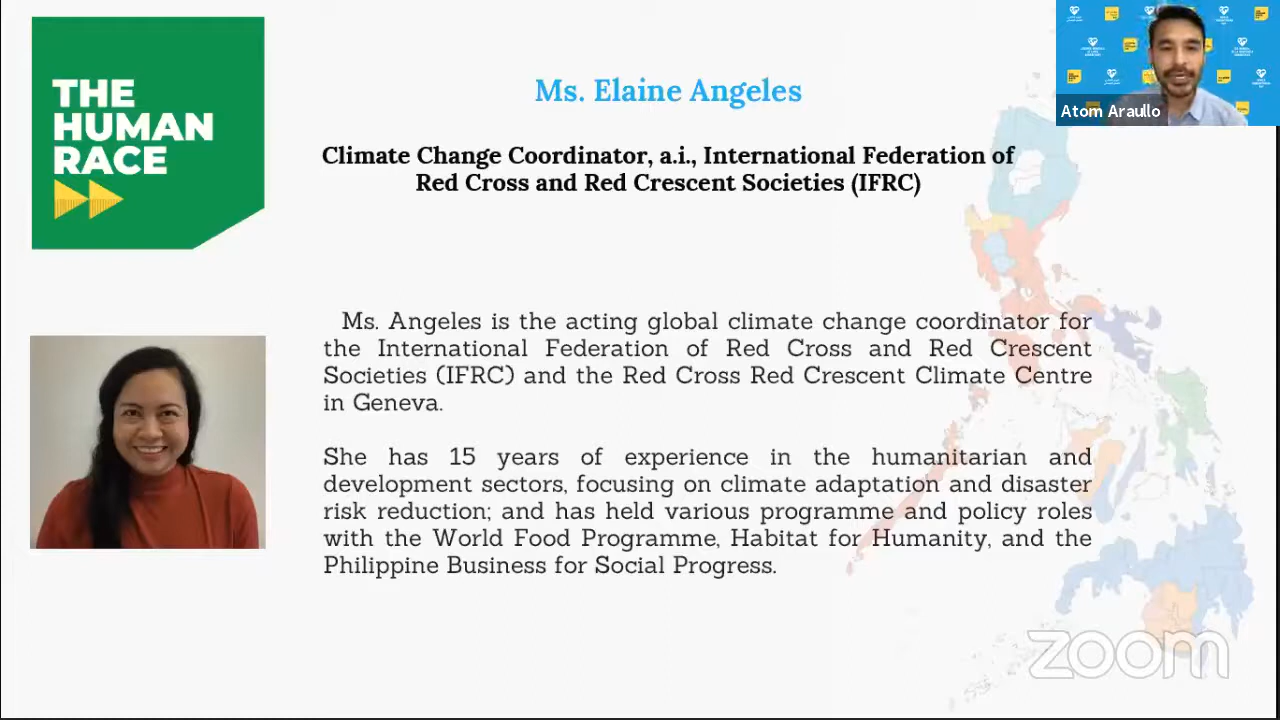 THE
HUMAN
RACE
Ms. Elaine Angeles
Climate Change Coordinator, a.i., International Federation of
Red Cross and Red Crescent Societies (IFRC)
Atom Araullo
Ms. Angeles is the acting global climate change coordinator for
the International Federation of Red Cross and Red Crescent
Societies (IFRC) and the Red Cross Red Crescent Climate Centre
in Geneva.
She has 15 years of experience in the humanitarian and
development sectors, focusing on climate adaptation and disaster
risk reduction; and has held various programme and policy roles
with the World Food Programme, Habitat for Humanity, and the
Philippine Business for Social Progress.
zoom